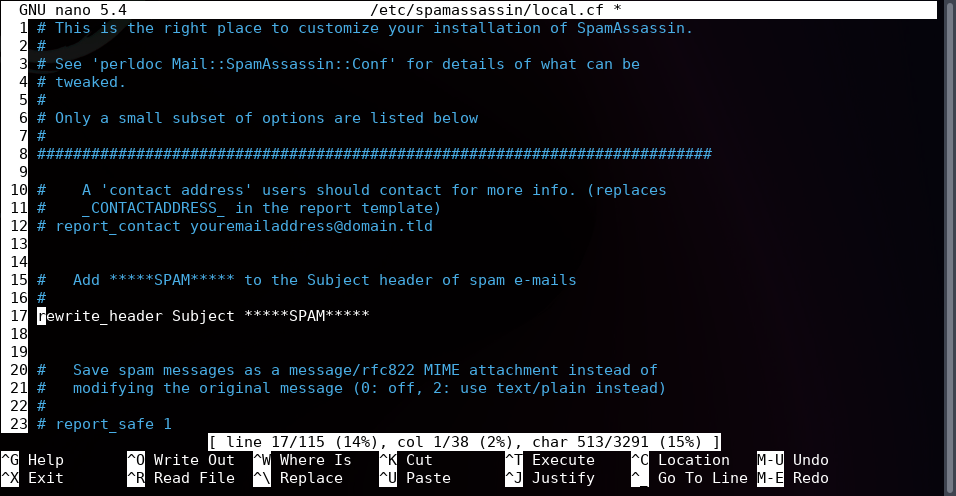 GNU nano 5.4 /etc/spamassassin/local.cf *
1 # This is the right place to customize your installation of SpamAssassin.
2 #
3 # See 'perldoc Mail::SpamAssassin::Conf' for details of what can be
4 # tweaked.
5 #
6 # Only a small subset of options are listed below
7 #
8 ###########################################################################
9
10 #    A 'contact address' users should contact for more info. (replaces
11 #    _CONTACTADDRESS_ in the report template)
12 # report_contact youremailaddress@domain.tld
13
14
15 #   Add *****SPAM***** to the Subject header of spam e-mails
16 #
17 rewrite_header Subject *****SPAM*****
18
19
20 #   Save spam messages as a message/rfc822 MIME attachment instead of
21 #   modifying the original message (0: off, 2: use text/plain instead)
22 #
23 # report_safe 1
[ line 17/115 (14%), col 1/38 (2%), char 513/3291 (15%) ]
^G Help ^O Write Out ^W Where Is ^K Cut ^T Execute ^C Location M-U Undo
^X Exit ^R Read File ^\ Replace ^U Paste ^J Justify ^_ Go To Line M-E Redo